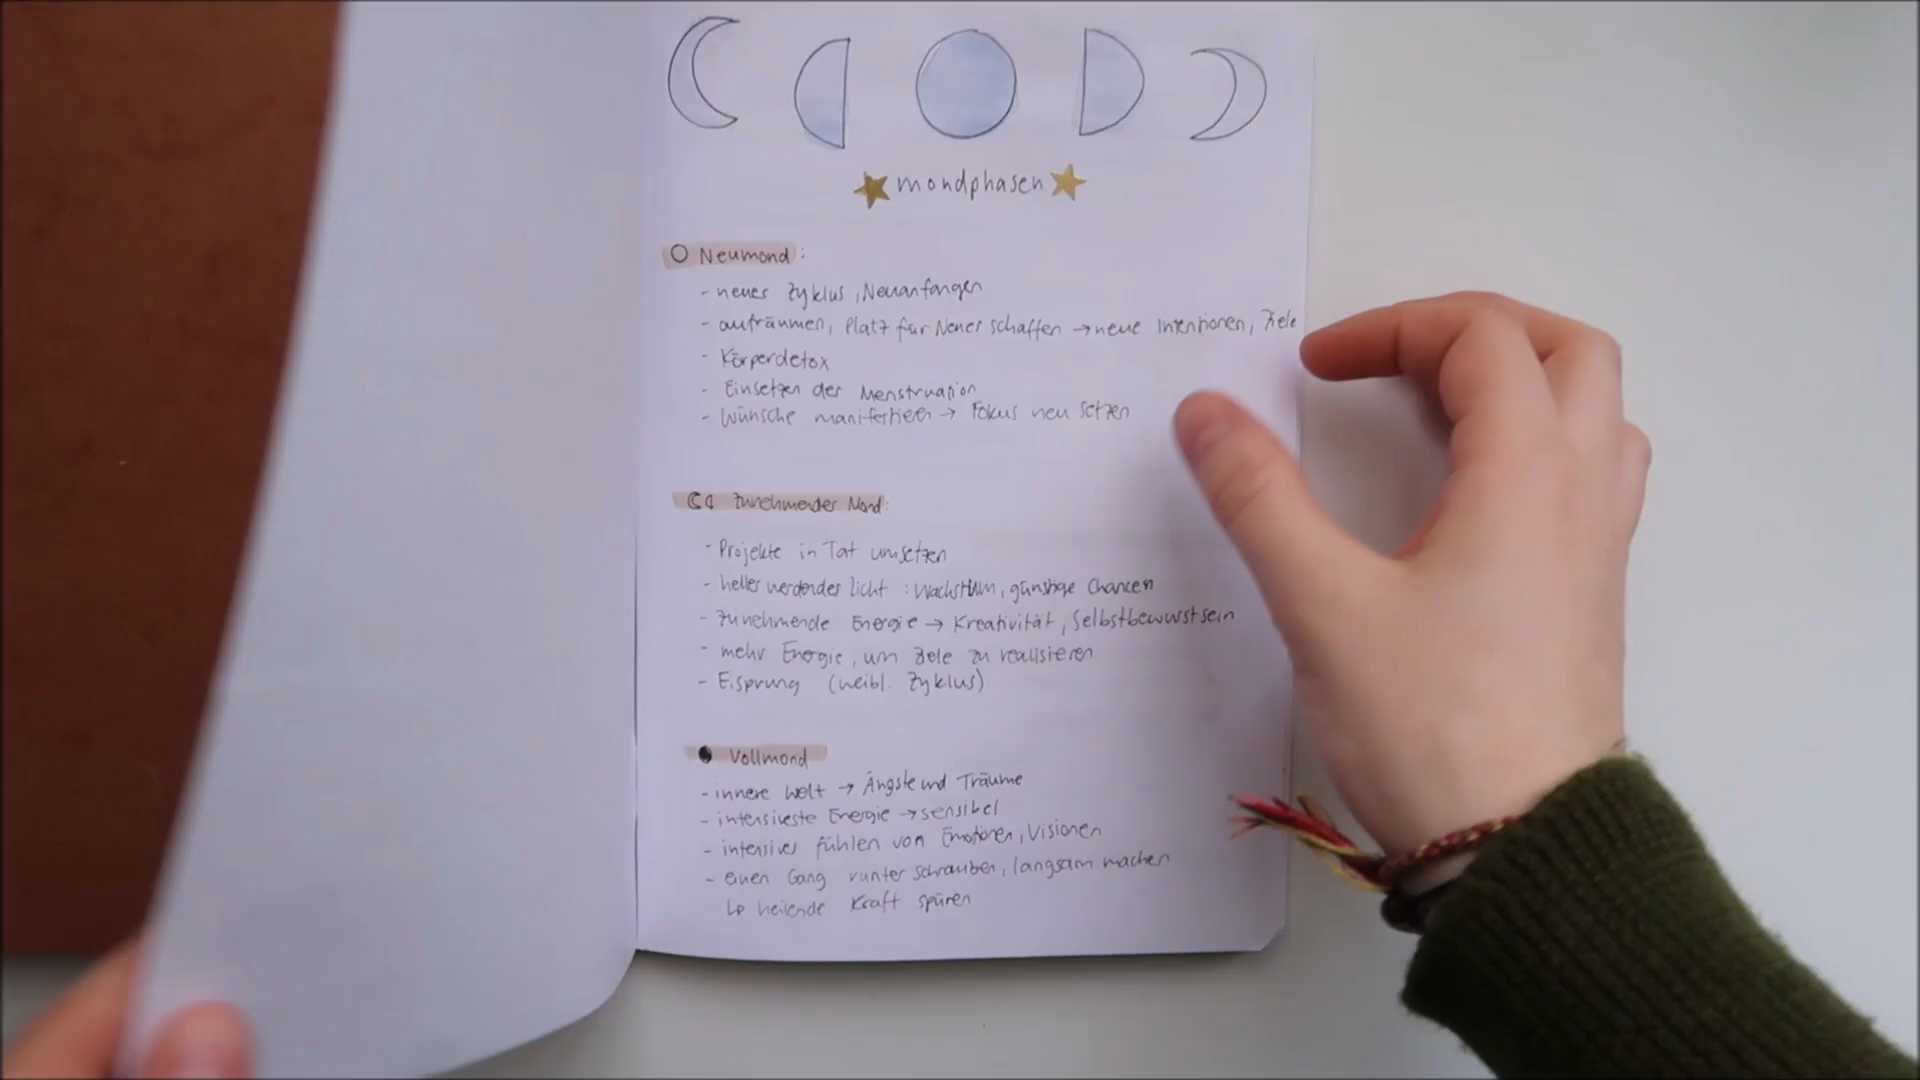 mondphasen
Neumond:
- neuer Zyklus, Neuanfangen
- aufräumen, Platz für Neues schaffen → neue Intentionen, Ziele
- Körperdetox
- Einsetzen der Menstruation
- Wünsche manifestieren → Fokus neu setzen
zunehmender Mond:
- Projekte in Tat umsetzen
- heller werdendes licht : Wachstum, günstige Chancen
- zunehmende Energie → Kreativität, Selbstbewusstsein
- mehr Energie, um Ziele zu realisieren
- Eisprung (weibl. Zyklus)
Vollmond
- innere Welt → Ängste und Träume
- intensiveste Energie → sensibel
- intensives fühlen von Emotionen, Visionen
- einen Gang runter schrauben, langsam machen
↳ heilende Kraft spüren